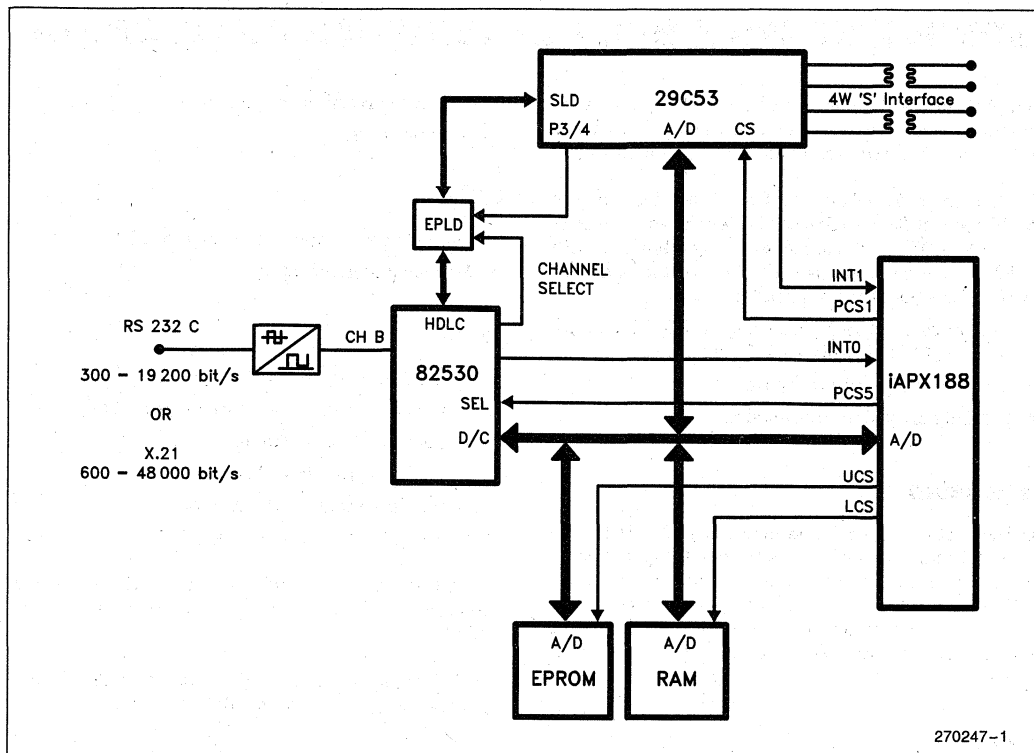 29C53
SLD
P3/4
A/D
CS
4W 'S' Interface
EPLD
CHANNEL
SELECT
RS 232 C
300 – 19 200 bit/s
OR
X.21
600 – 48 000 bit/s
CH B
HDLC
82530
SEL
D/C
INT1
PCS1
INT0
PCS5
iAPX188
A/D
UCS
LCS
A/D
EPROM
A/D
RAM
270247–1